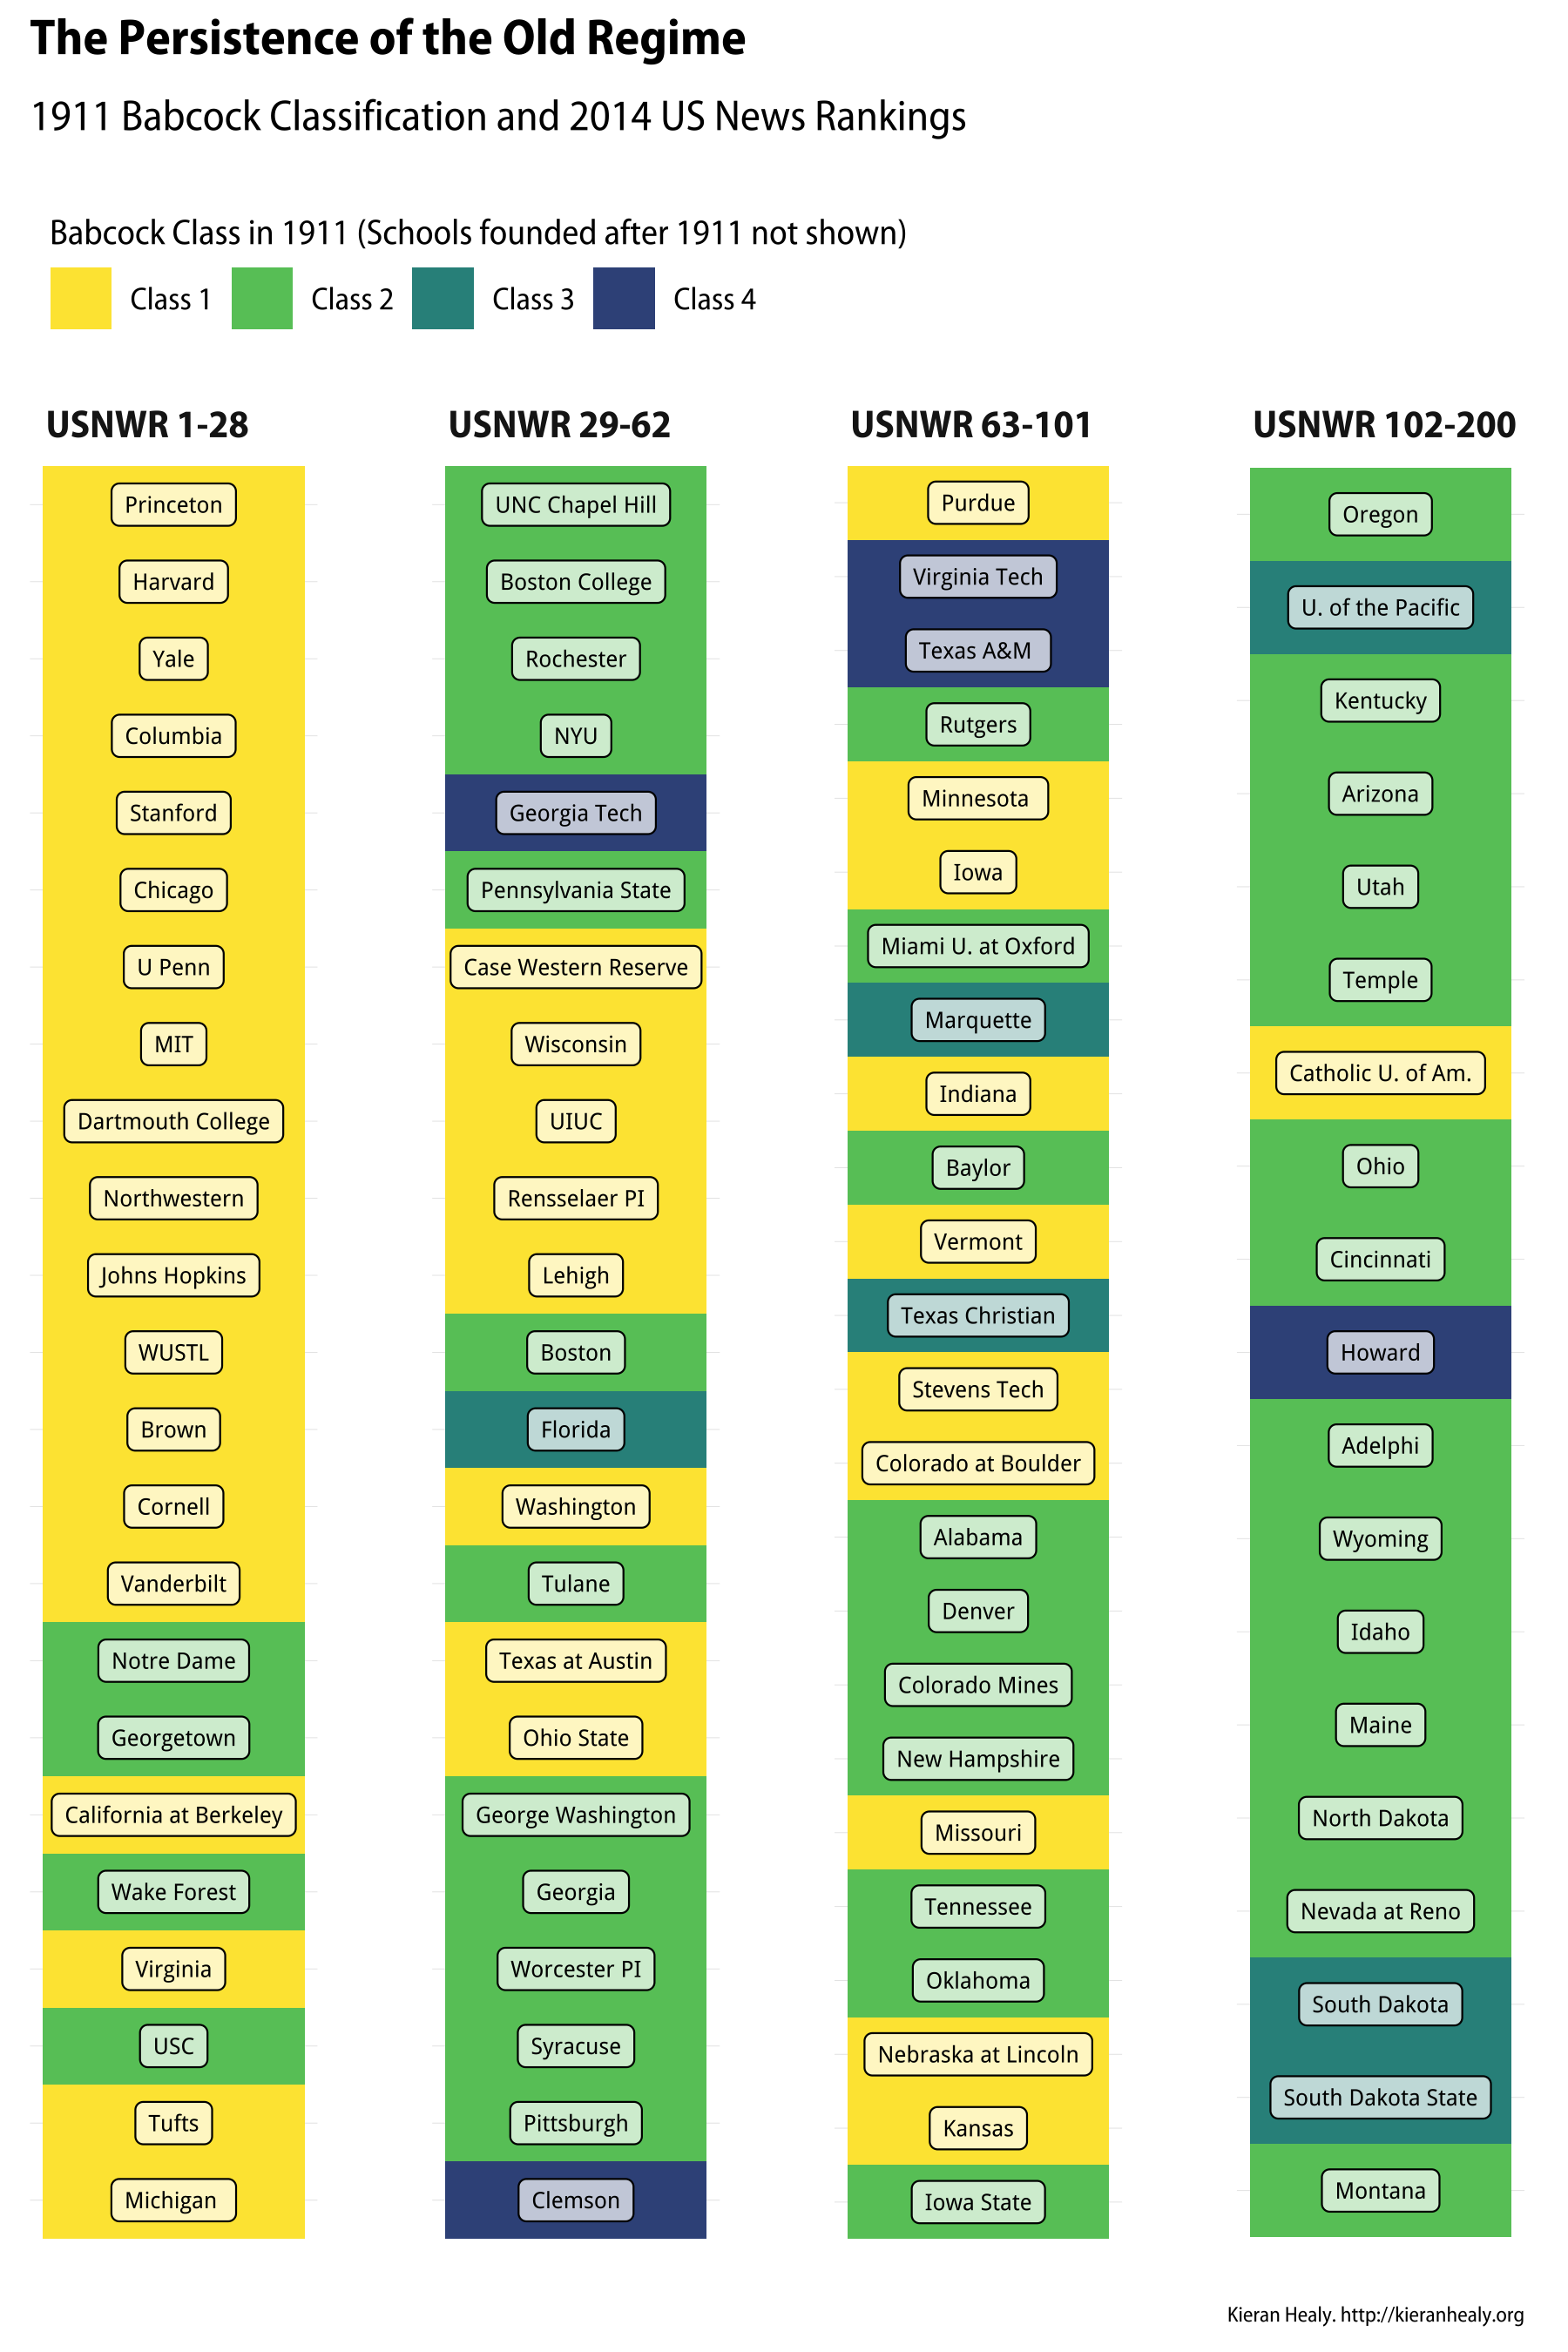 The Persistence of the Old Regime
1911 Babcock Classification and 2014 US News Rankings
Babcock Class in 1911 (Schools founded after 1911 not shown)
Class 1 Class 2 Class 3 Class 4
USNWR 1-28
Princeton
Harvard
Yale
Columbia
Stanford
Chicago
U Penn
MIT
Dartmouth College
Northwestern
Johns Hopkins
WUSTL
Brown
Cornell
Vanderbilt
Notre Dame
Georgetown
California at Berkeley
Wake Forest
Virginia
USC
Tufts
Michigan
USNWR 29-62
UNC Chapel Hill
Boston College
Rochester
NYU
Georgia Tech
Pennsylvania State
Case Western Reserve
Wisconsin
UIUC
Rensselaer PI
Lehigh
Boston
Florida
Washington
Tulane
Texas at Austin
Ohio State
George Washington
Georgia
Worcester PI
Syracuse
Pittsburgh
Clemson
USNWR 63-101
Purdue
Virginia Tech
Texas A&M
Rutgers
Minnesota
Iowa
Miami U. at Oxford
Marquette
Indiana
Baylor
Vermont
Texas Christian
Stevens Tech
Colorado at Boulder
Alabama
Denver
Colorado Mines
New Hampshire
Missouri
Tennessee
Oklahoma
Nebraska at Lincoln
Kansas
Iowa State
USNWR 102-200
Oregon
U. of the Pacific
Kentucky
Arizona
Utah
Temple
Catholic U. of Am.
Ohio
Cincinnati
Howard
Adelphi
Wyoming
Idaho
Maine
North Dakota
Nevada at Reno
South Dakota
South Dakota State
Montana
Kieran Healy. http://kieranhealy.org